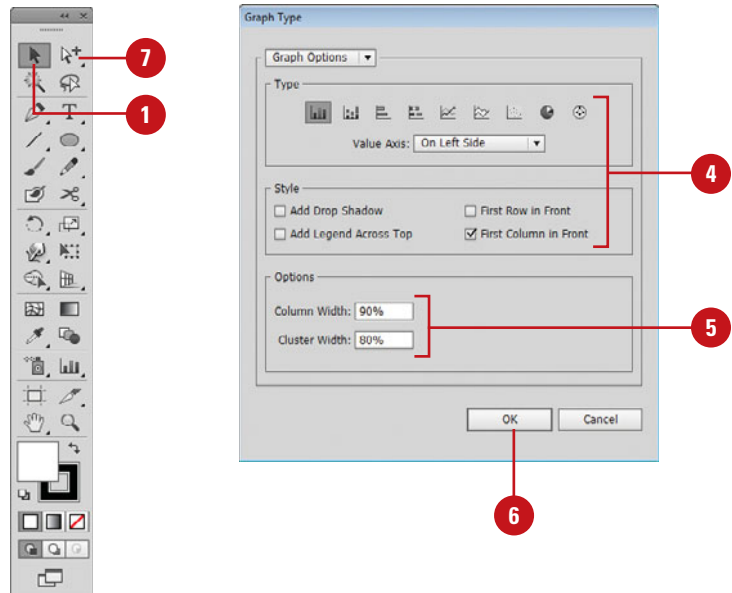 Graph Type
7
1
Graph Options
Type
Value Axis: On Left Side
4
Style
Add Drop Shadow
First Row in Front
Add Legend Across Top
First Column in Front
Options
Column Width: 90%
Cluster Width: 80%
5
OK
Cancel
6
T